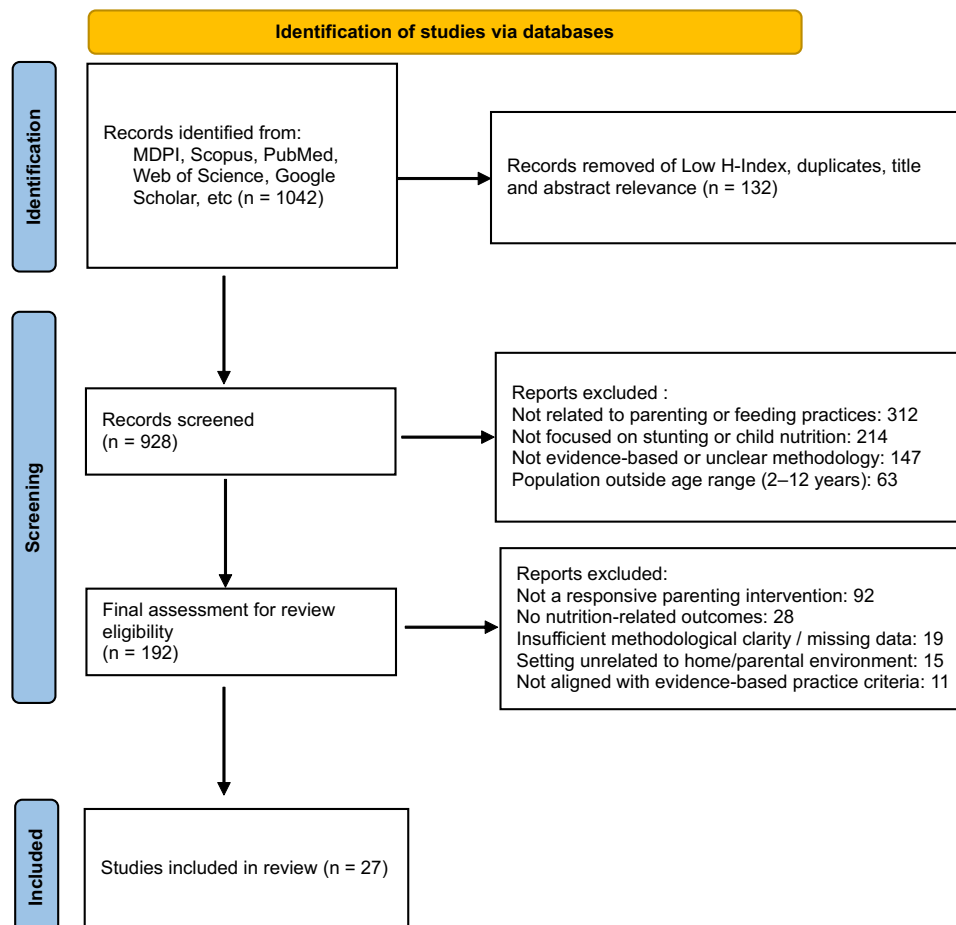 Identification of studies via databases
Identification
Records identified from:
MDPI, Scopus, PubMed,
Web of Science, Google
Scholar, etc (n = 1042)
Records removed of Low H-Index, duplicates, title
and abstract relevance (n = 132)
Screening
Records screened
(n = 928)
Reports excluded :
Not related to parenting or feeding practices: 312
Not focused on stunting or child nutrition: 214
Not evidence-based or unclear methodology: 147
Population outside age range (2–12 years): 63
Final assessment for review
eligibility
(n = 192)
Reports excluded:
Not a responsive parenting intervention: 92
No nutrition-related outcomes: 28
Insufficient methodological clarity / missing data: 19
Setting unrelated to home/parental environment: 15
Not aligned with evidence-based practice criteria: 11
Included
Studies included in review (n = 27)